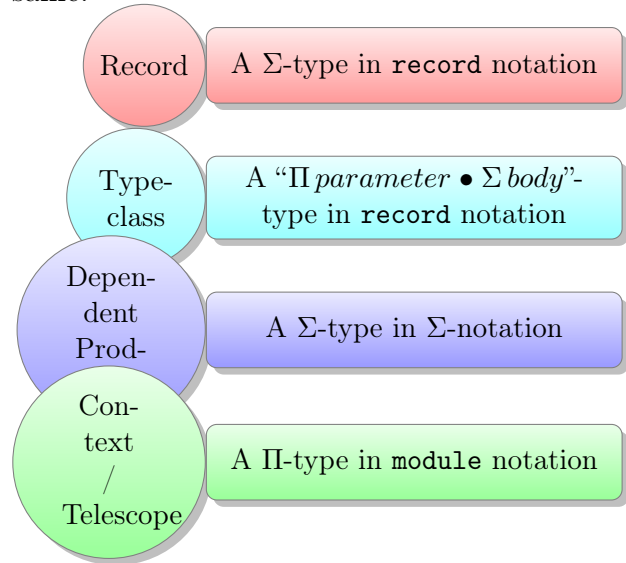 same.
Record
A Σ-type in record notation
Type-
class
A “Π parameter • Σ body”-
type in record notation
Depen-
dent
Prod-
A Σ-type in Σ-notation
Con-
text
/
Telescope
A Π-type in module notation